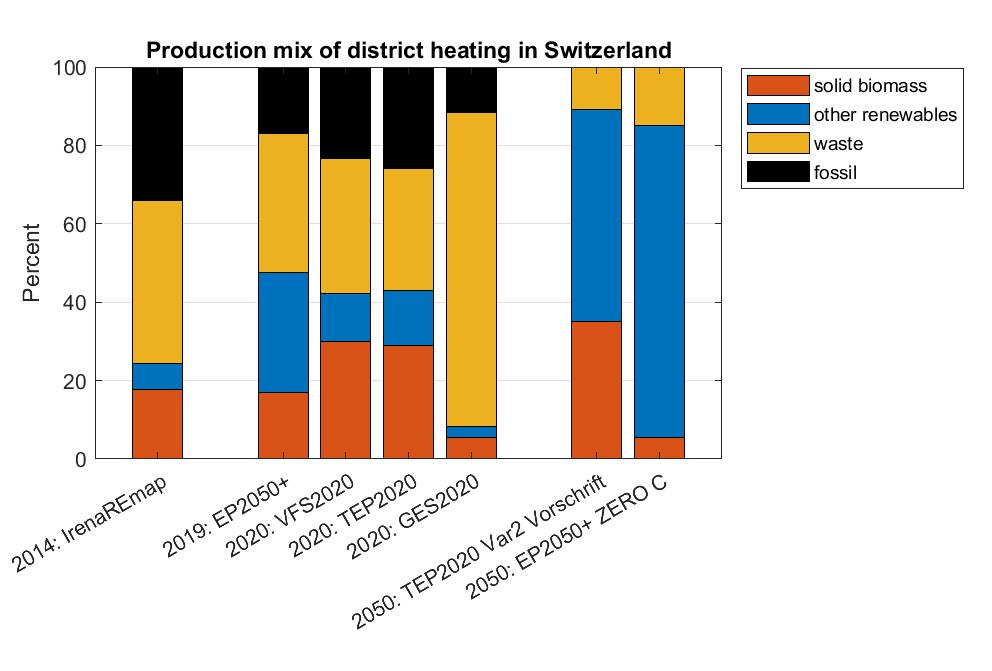 Production mix of district heating in Switzerland
100
80
60
40
20
0
Percent
solid biomass
other renewables
waste
fossil
2014: IrenaREmap
2019: EP2050+
2020: VFS2020
2020: TEP2020
2020: GES2020
2050: TEP2020 Var2 Vorschrift
2050: EP2050+ ZERO C